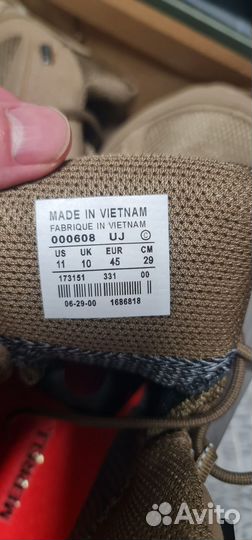 MADE IN VIETNAM
FABRIQUE IN VIETNAM
000608 UJ C
US UK EUR CM
11 10 45 29
173151 331 00
06-29-00 1686818
Avito